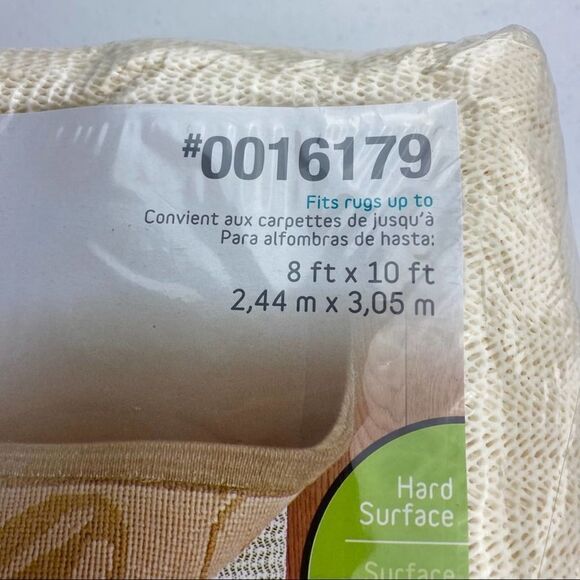 #0016179
Fits rugs up to
Convient aux carpettes de jusqu'à
Para alfombras de hasta:
8 ft x 10 ft
2,44 m x 3,05 m
Hard
Surface
Surface